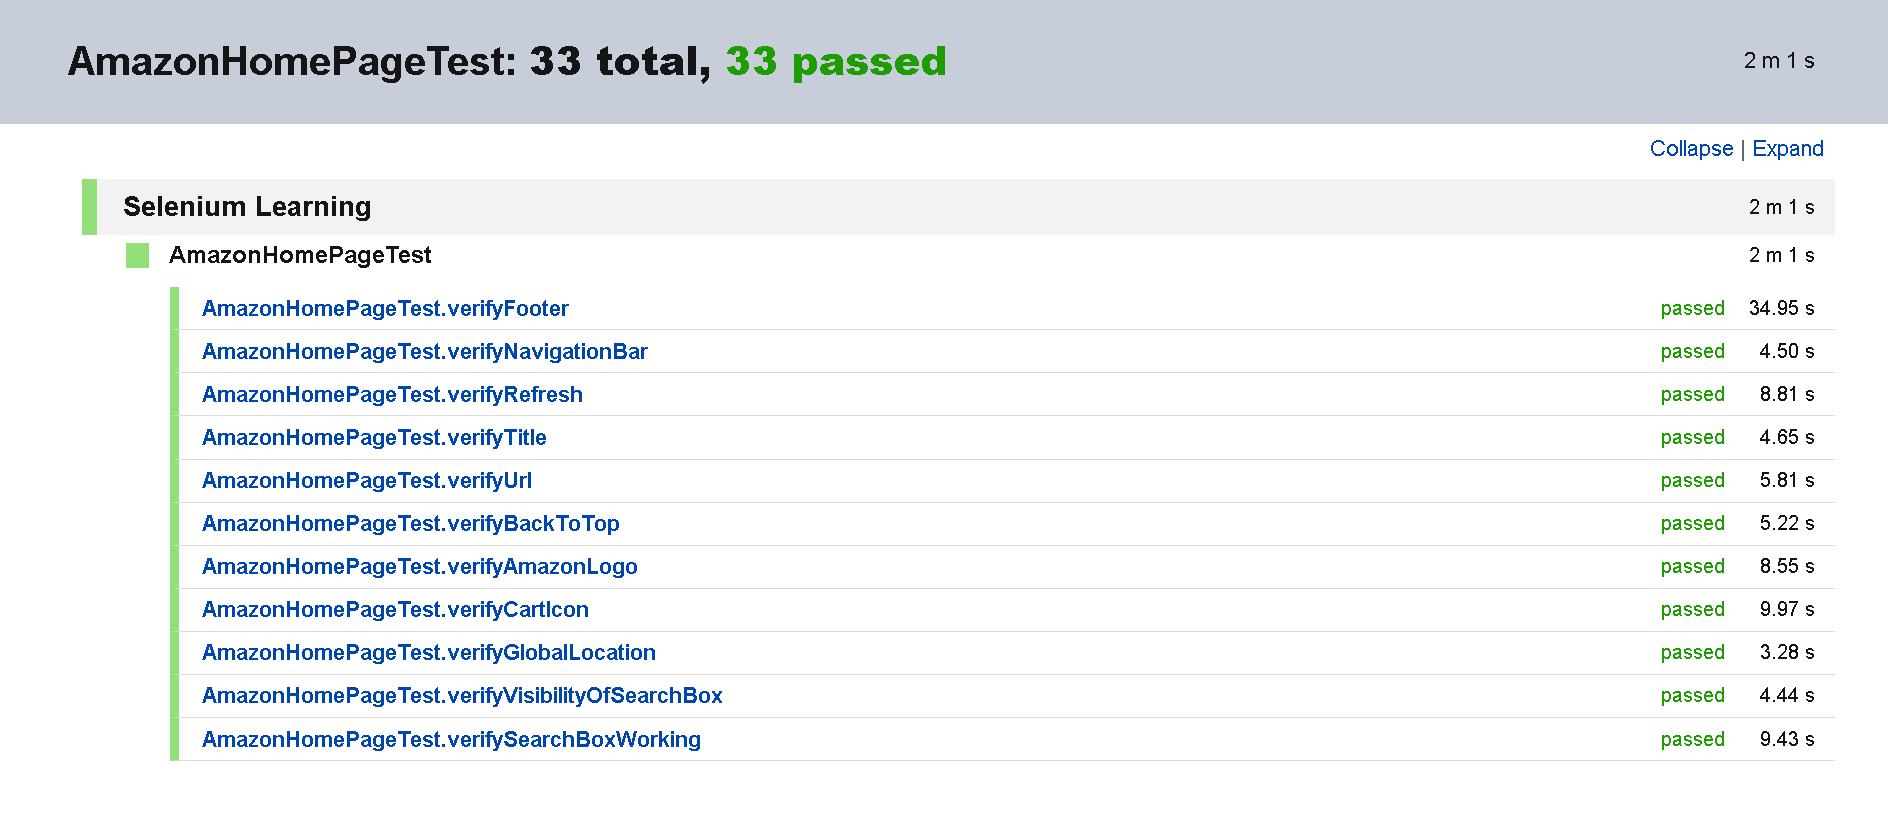 AmazonHomePageTest: 33 total, 33 passed 2 m 1 s
Collapse | Expand
Selenium Learning 2 m 1 s
AmazonHomePageTest 2 m 1 s
AmazonHomePageTest.verifyFooter passed 34.95 s
AmazonHomePageTest.verifyNavigationBar passed 4.50 s
AmazonHomePageTest.verifyRefresh passed 8.81 s
AmazonHomePageTest.verifyTitle passed 4.65 s
AmazonHomePageTest.verifyUrl passed 5.81 s
AmazonHomePageTest.verifyBackToTop passed 5.22 s
AmazonHomePageTest.verifyAmazonLogo passed 8.55 s
AmazonHomePageTest.verifyCartIcon passed 9.97 s
AmazonHomePageTest.verifyGlobalLocation passed 3.28 s
AmazonHomePageTest.verifyVisibilityOfSearchBox passed 4.44 s
AmazonHomePageTest.verifySearchBoxWorking passed 9.43 s